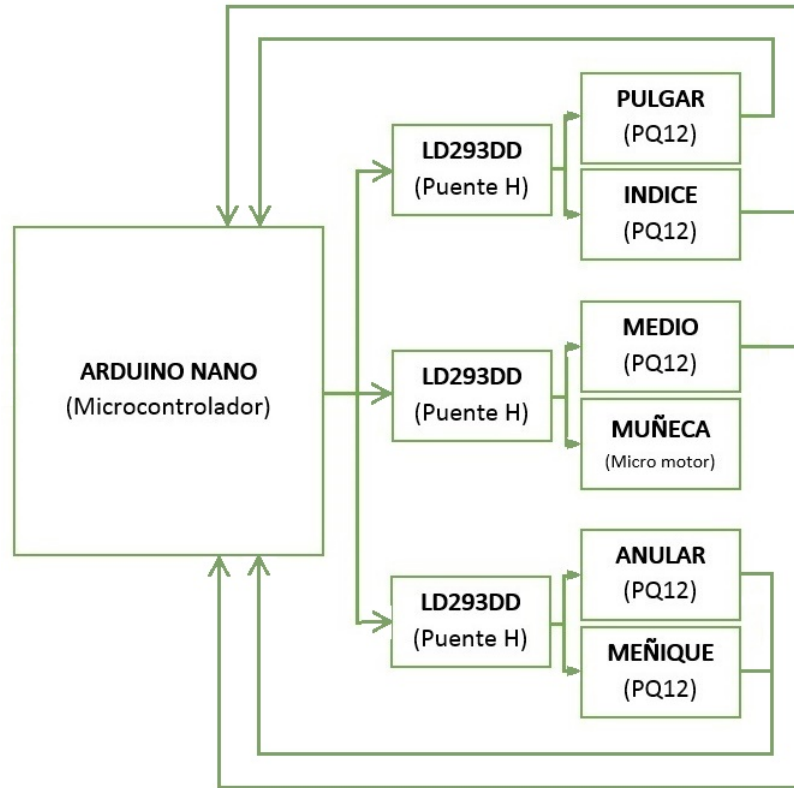 ARDUINO NANO
(Microcontrolador)
LD293DD
(Puente H)
PULGAR
(PQ12)
INDICE
(PQ12)
LD293DD
(Puente H)
MEDIO
(PQ12)
MUÑECA
(Micro motor)
LD293DD
(Puente H)
ANULAR
(PQ12)
MEÑIQUE
(PQ12)